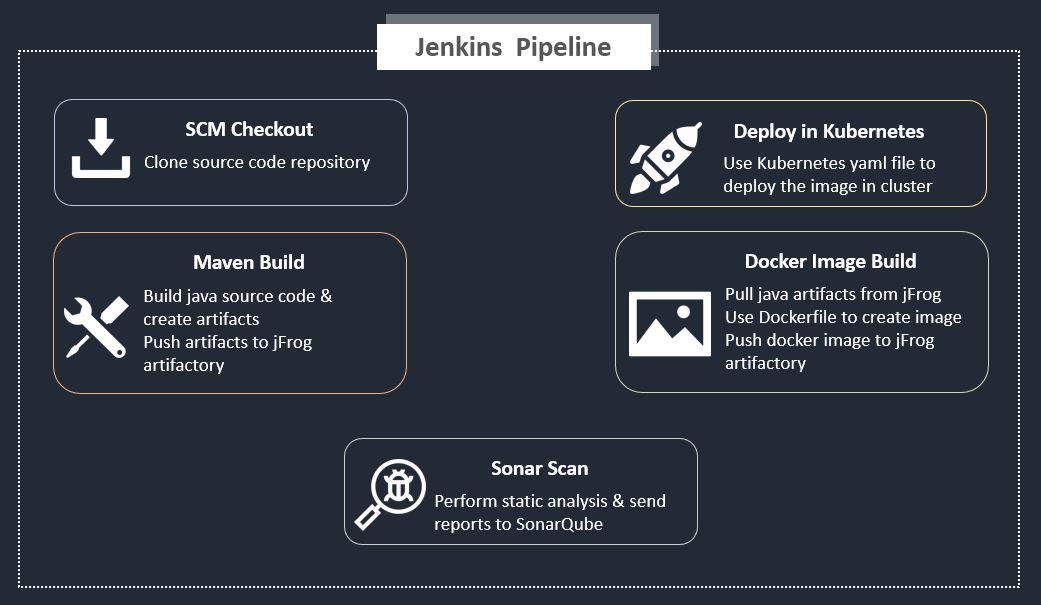 Jenkins Pipeline
SCM Checkout
Clone source code repository
Deploy in Kubernetes
Use Kubernetes yaml file to
deploy the image in cluster
Maven Build
Build java source code &
create artifacts
Push artifacts to jFrog
artifactory
Docker Image Build
Pull java artifacts from jFrog
Use Dockerfile to create image
Push docker image to jFrog
artifactory
Sonar Scan
Perform static analysis & send
reports to SonarQube